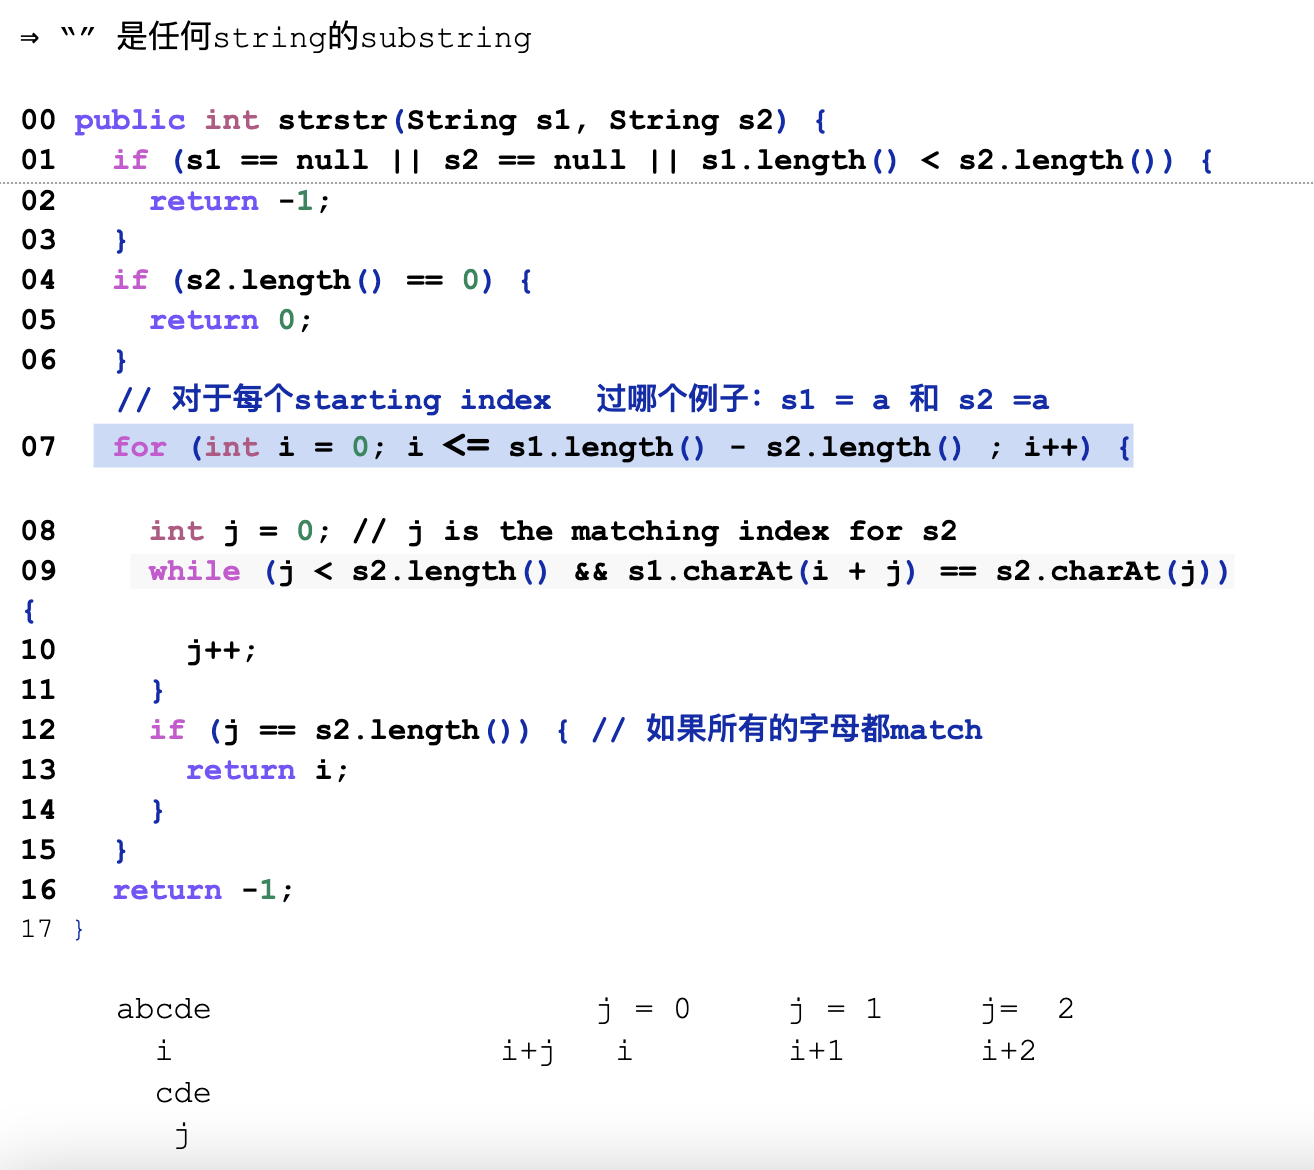 ⇒ “” 是任何string的substring
00 public int strstr(String s1, String s2) {
01 if (s1 == null || s2 == null || s1.length() < s2.length()) {
02 return -1;
03 }
04 if (s2.length() == 0) {
05 return 0;
06 }
// 对于每个starting index 过哪个例子：s1 = a 和 s2 =a
07 for (int i = 0; i <= s1.length() - s2.length() ; i++) {
08 int j = 0; // j is the matching index for s2
09 while (j < s2.length() && s1.charAt(i + j) == s2.charAt(j))
{
10 j++;
11 }
12 if (j == s2.length()) { // 如果所有的字母都match
13 return i;
14 }
15 }
16 return -1;
17 }
abcde j = 0 j = 1 j= 2
i i+j i i+1 i+2
cde
j